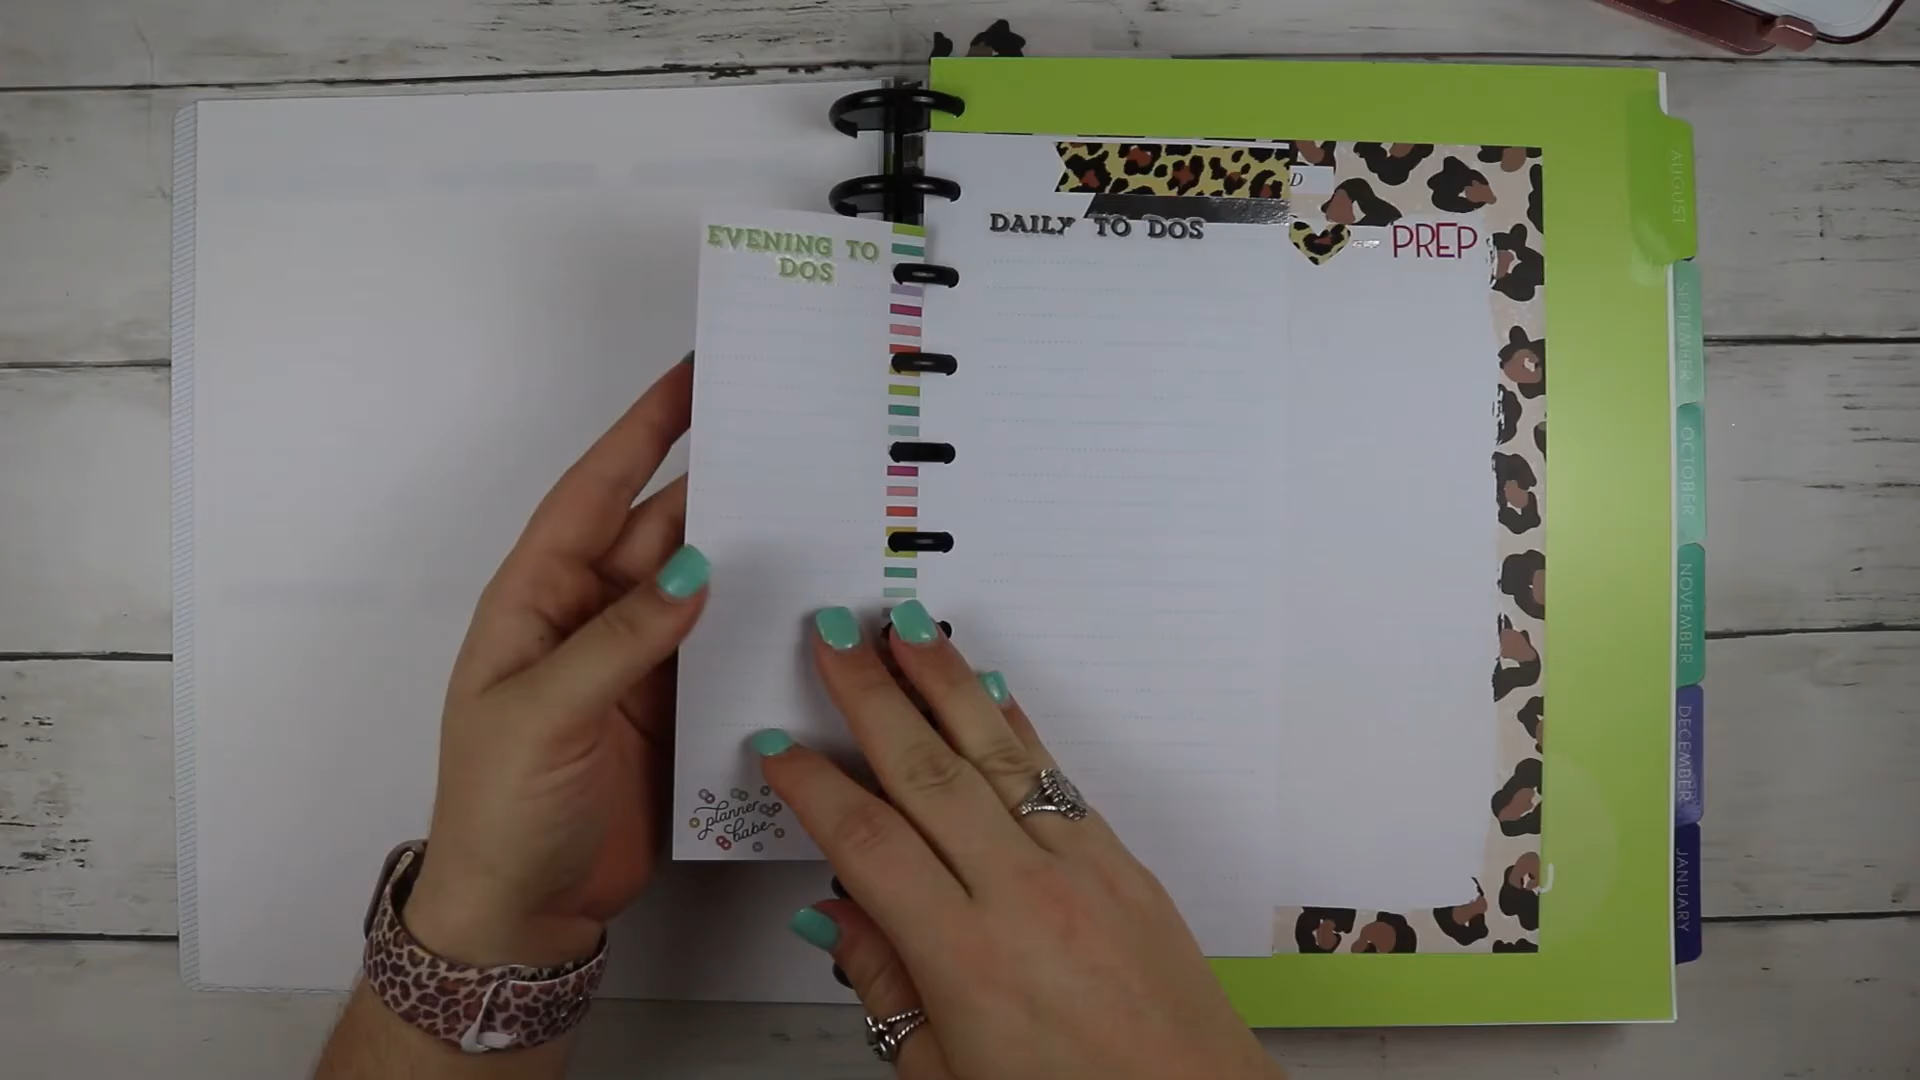 EVENING TO
DOS
planner
babe
DAILY TO DOS
D
PREP
AUGUST
SEPTEMBER
OCTOBER
NOVEMBER
DECEMBER
JANUARY